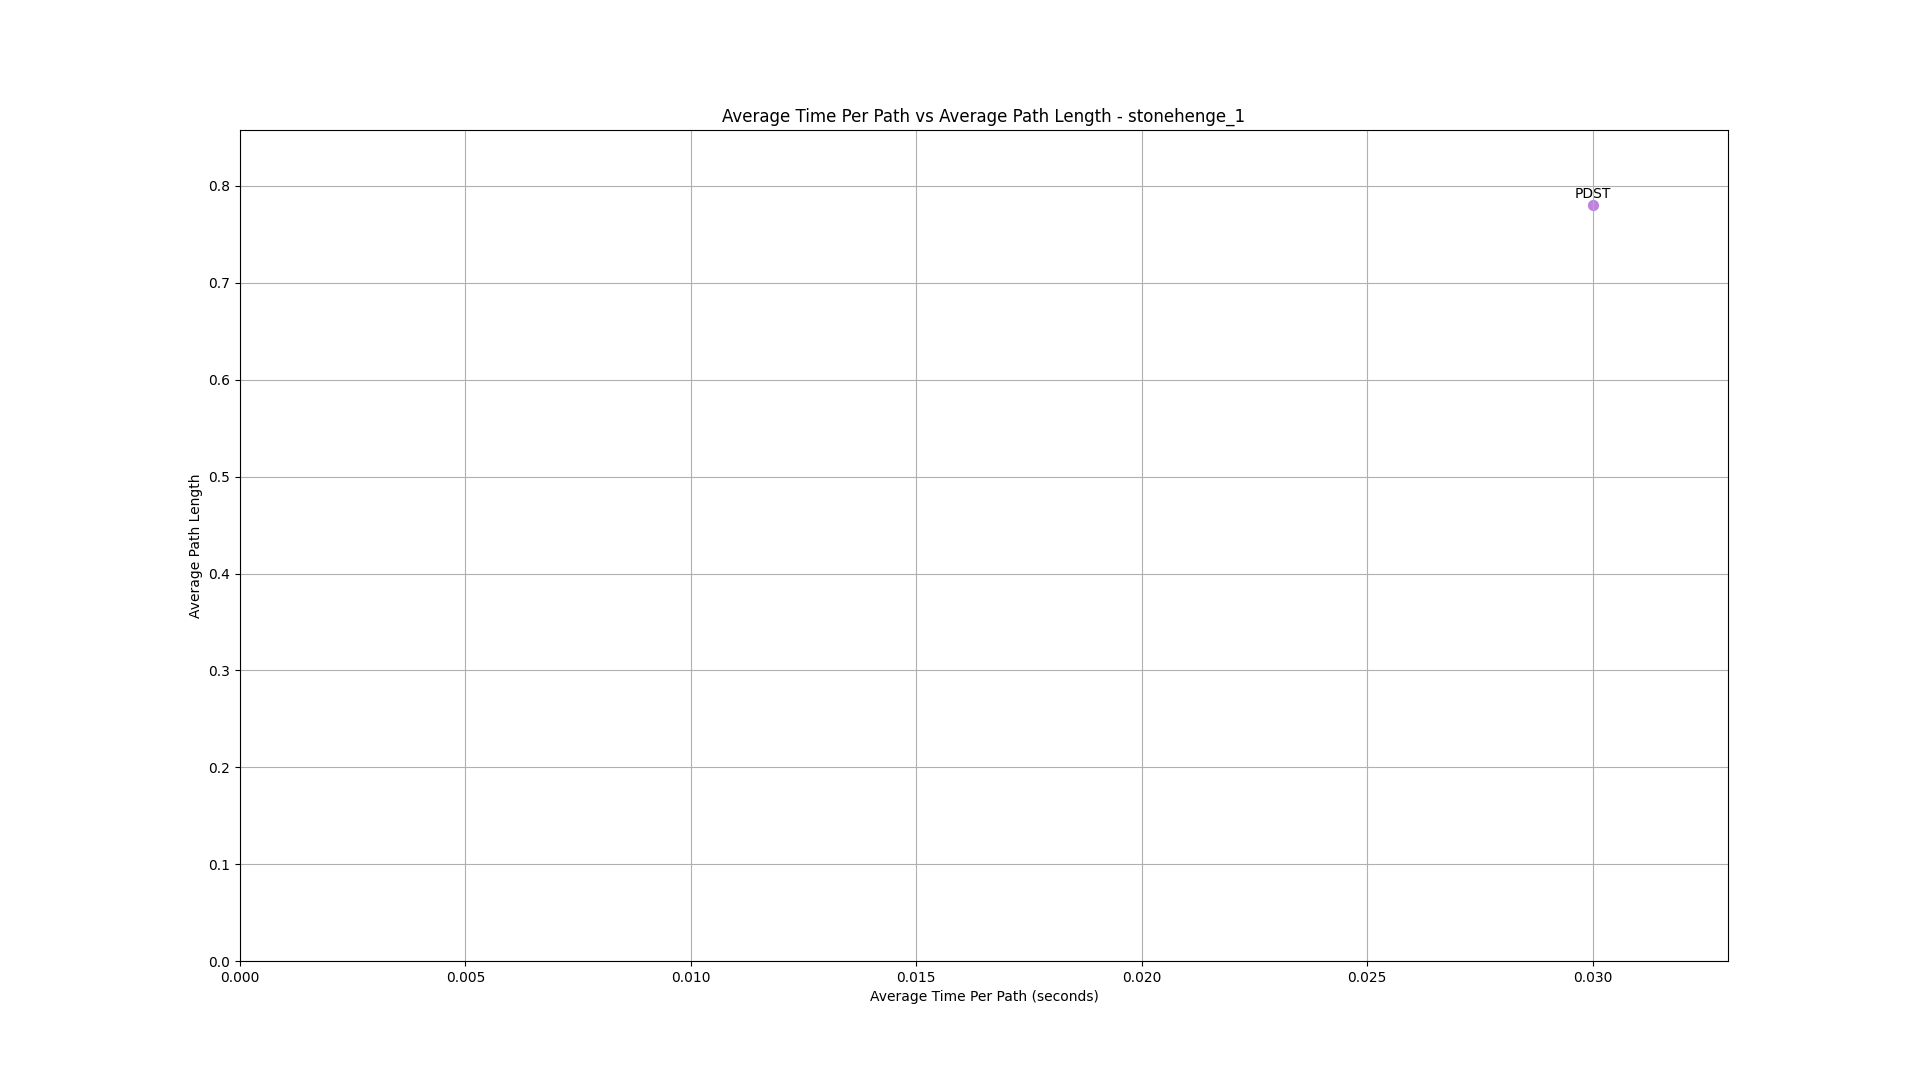 Average Time Per Path vs Average Path Length - stonehenge_1
PDST
0.8
0.7
0.6
0.5
0.4
0.3
0.2
0.1
0.0
Average Path Length
0.000 0.005 0.010 0.015 0.020 0.025 0.030
Average Time Per Path (seconds)